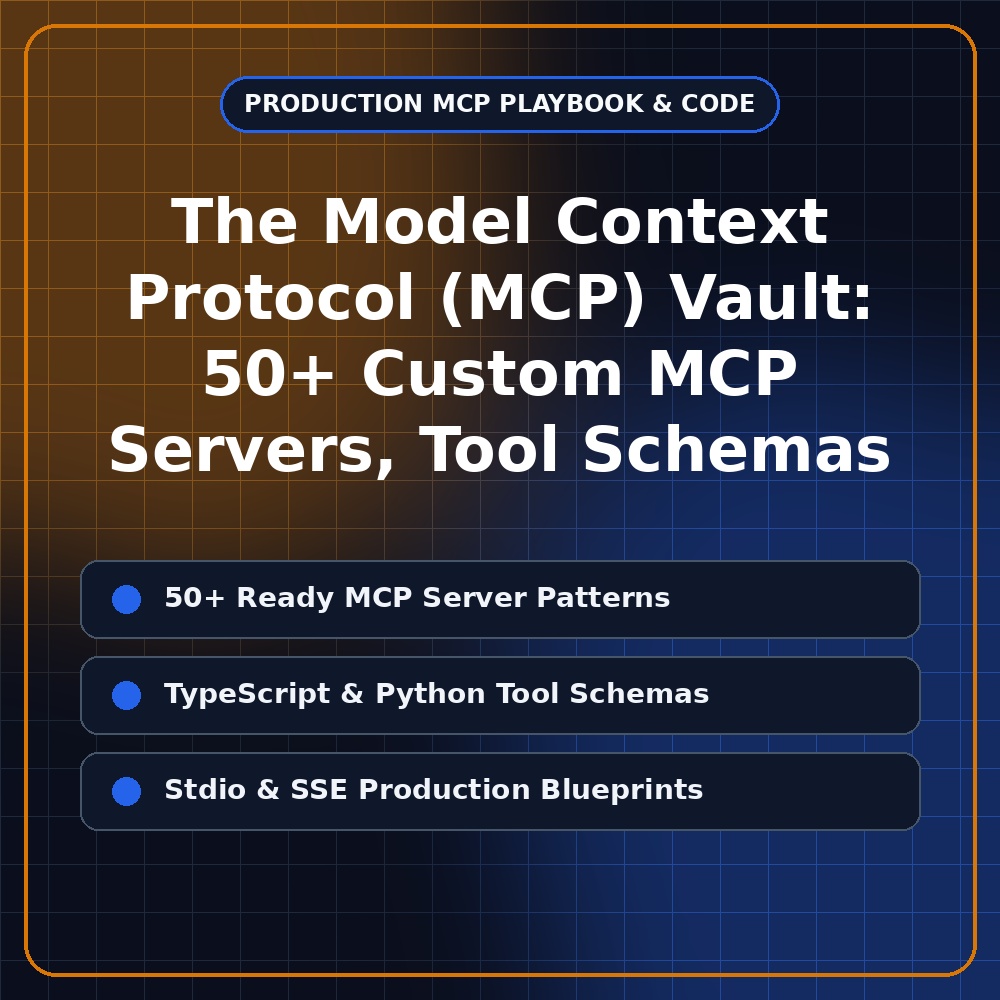 PRODUCTION MCP PLAYBOOK & CODE
The Model Context
Protocol (MCP) Vault:
50+ Custom MCP
Servers, Tool Schemas
50+ Ready MCP Server Patterns
TypeScript & Python Tool Schemas
Stdio & SSE Production Blueprints